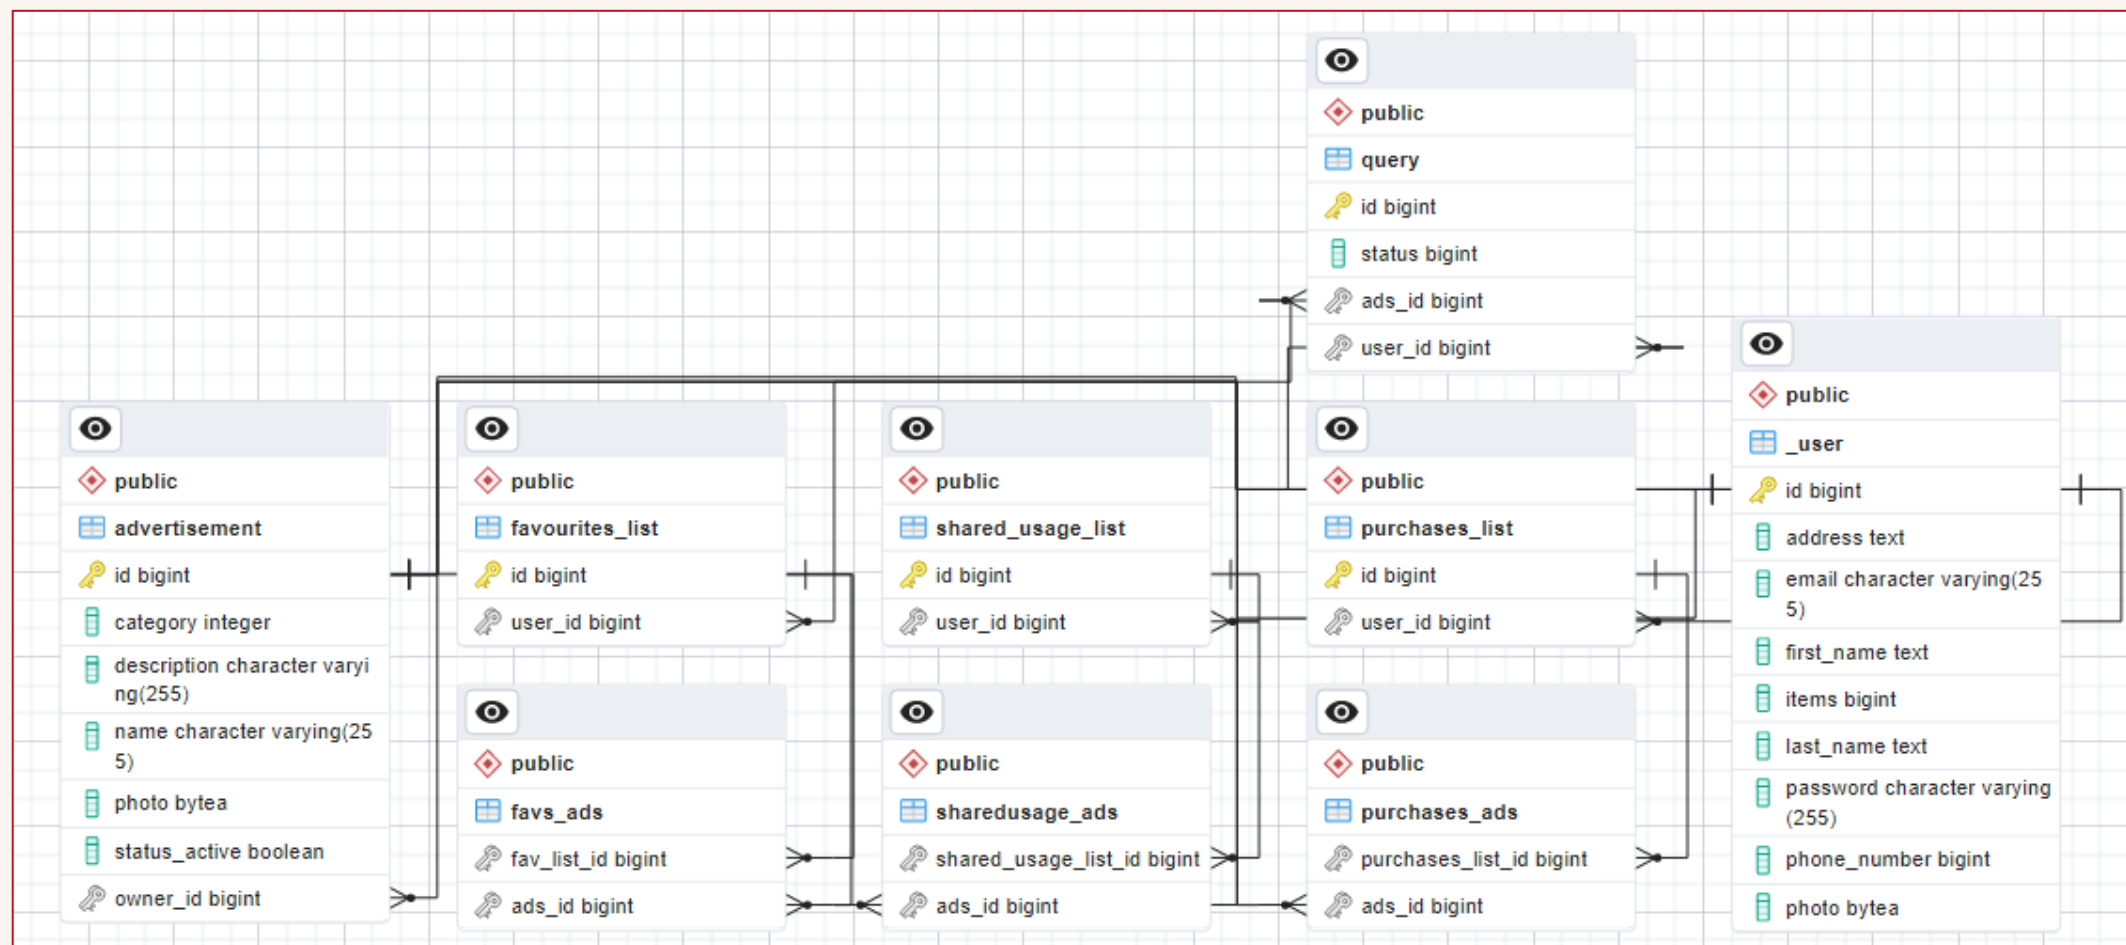 public
query
id bigint
status bigint
ads_id bigint
user_id bigint
public
advertisement
id bigint
category integer
description character varyi
ng(255)
name character varying(25
5)
photo bytea
status_active boolean
owner_id bigint
public
favourites_list
id bigint
user_id bigint
public
shared_usage_list
id bigint
user_id bigint
public
purchases_list
id bigint
user_id bigint
public
_user
id bigint
address text
email character varying(25
5)
first_name text
items bigint
last_name text
password character varying
(255)
phone_number bigint
photo bytea
public
favs_ads
fav_list_id bigint
ads_id bigint
public
sharedusage_ads
shared_usage_list_id bigint
ads_id bigint
public
purchases_ads
purchases_list_id bigint
ads_id bigint